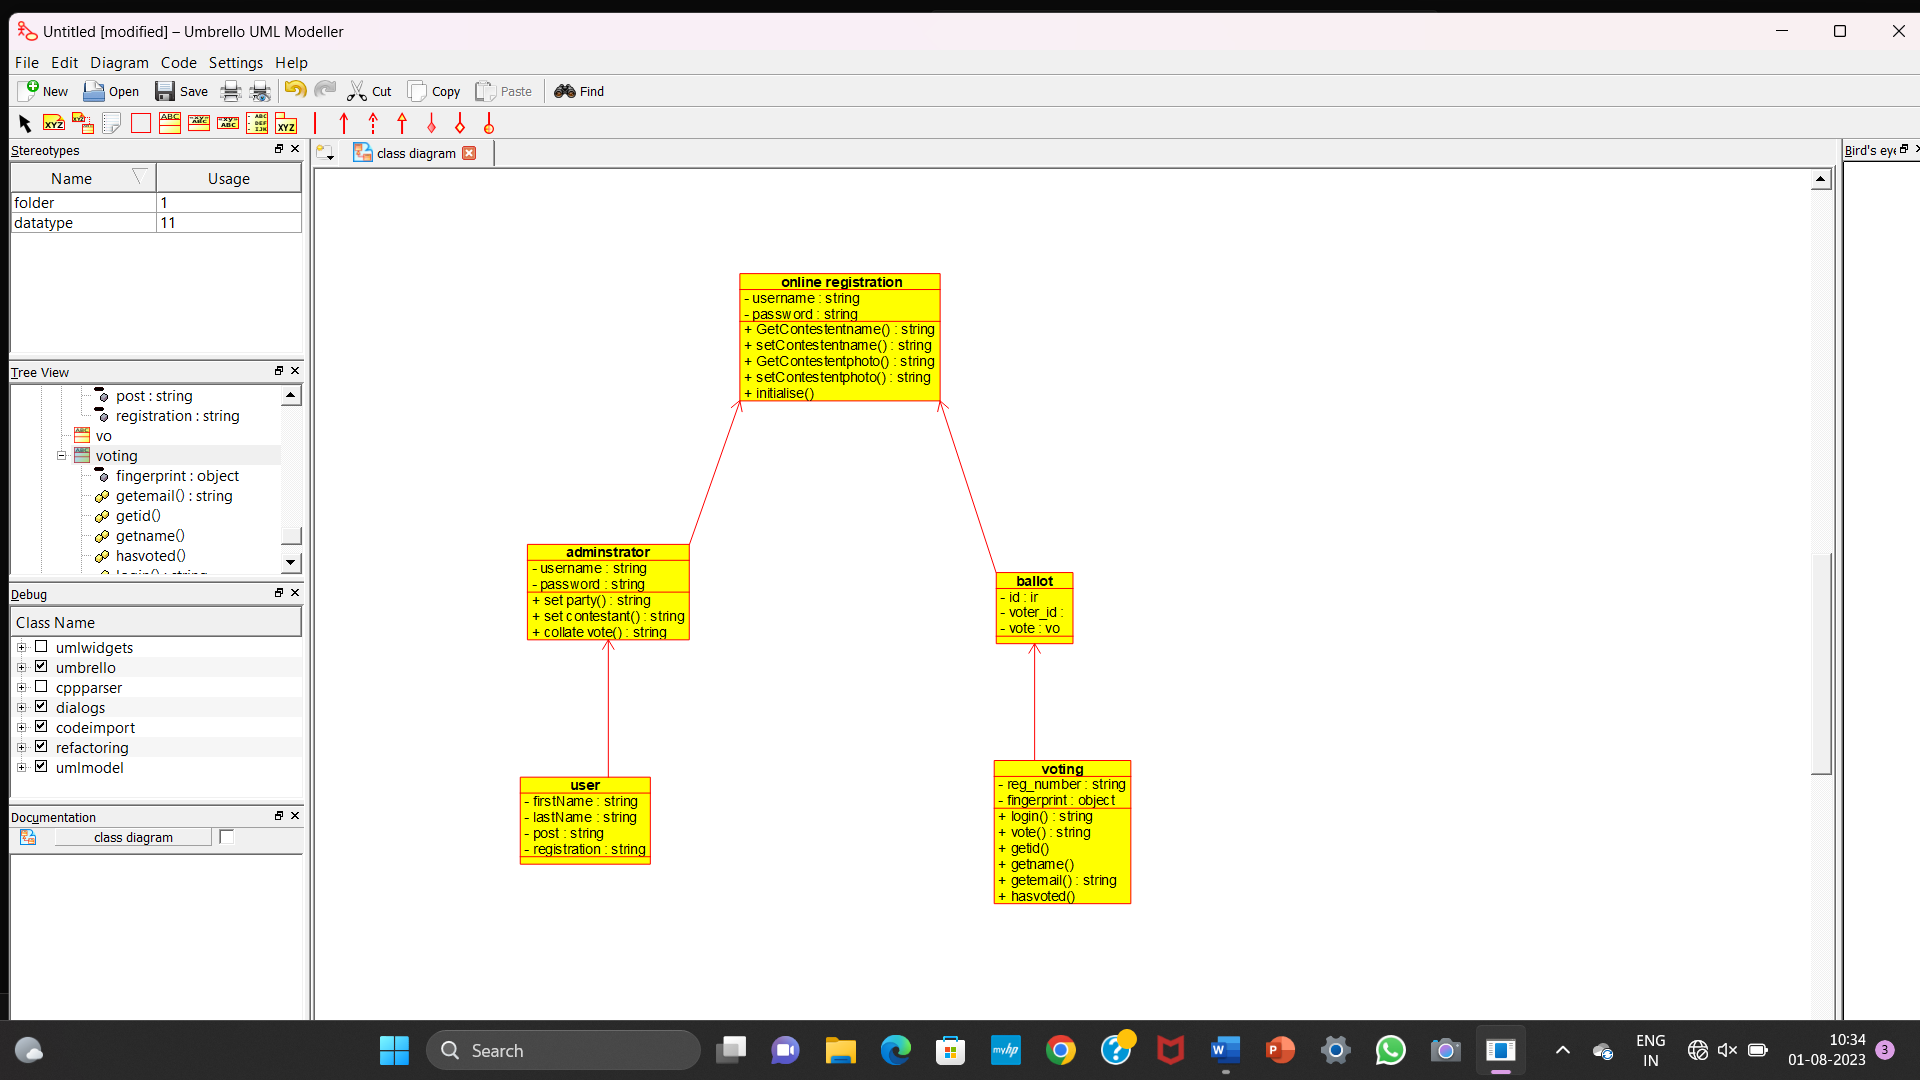 Untitled [modified] – Umbrello UML Modeller
File Edit Diagram Code Settings Help
New Open Save Cut Copy Paste Find
Stereotypes
class diagram
Bird's eye
Name Usage
folder 1
datatype 11
Tree View
post : string
registration : string
vo
voting
fingerprint : object
getemail() : string
getid()
getname()
hasvoted()
login() : string
Debug
Class Name
umlwidgets
umbrello
cppparser
dialogs
codeimport
refactoring
umlmodel
Documentation
class diagram
online registration
- username : string
- password : string
+ GetContestentname() : string
+ setContestentname() : string
+ GetContestentphoto() : string
+ setContestentphoto() : string
+ initialise()
adminstrator
- username : string
- password : string
+ set party() : string
+ set contestant() : string
+ collate vote() : string
ballot
- id : ir
- voter_id :
- vote : vo
user
- firstName : string
- lastName : string
- post : string
- registration : string
voting
- reg_number : string
- fingerprint : object
+ login() : string
+ vote() : string
+ getid()
+ getname()
+ getemail() : string
+ hasvoted()
Search
ENG
IN
10:34
01-08-2023
3